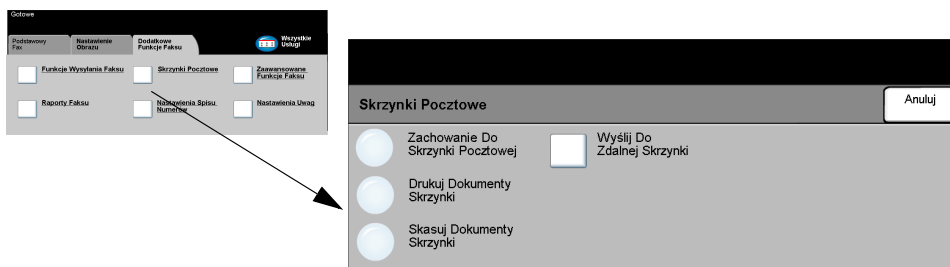 Gotowe
Podstawowy
Fax
Nastawienie
Obrazu
Dodatkowe
Funkcje Faksu
Wszystkie
Usługi
Funkcje Wysyłania Faksu
Skrzynki Pocztowe
Zaawansowane
Funkcje Faksu
Raporty Faksu
Nastawienia Spisu
Numerów
Nastawienia Uwag
Skrzynki Pocztowe
Anuluj
Zachowanie Do
Skrzynki Pocztowej
Wyślij Do
Zdalnej Skrzynki
Drukuj Dokumenty
Skrzynki
Skasuj Dokumenty
Skrzynki